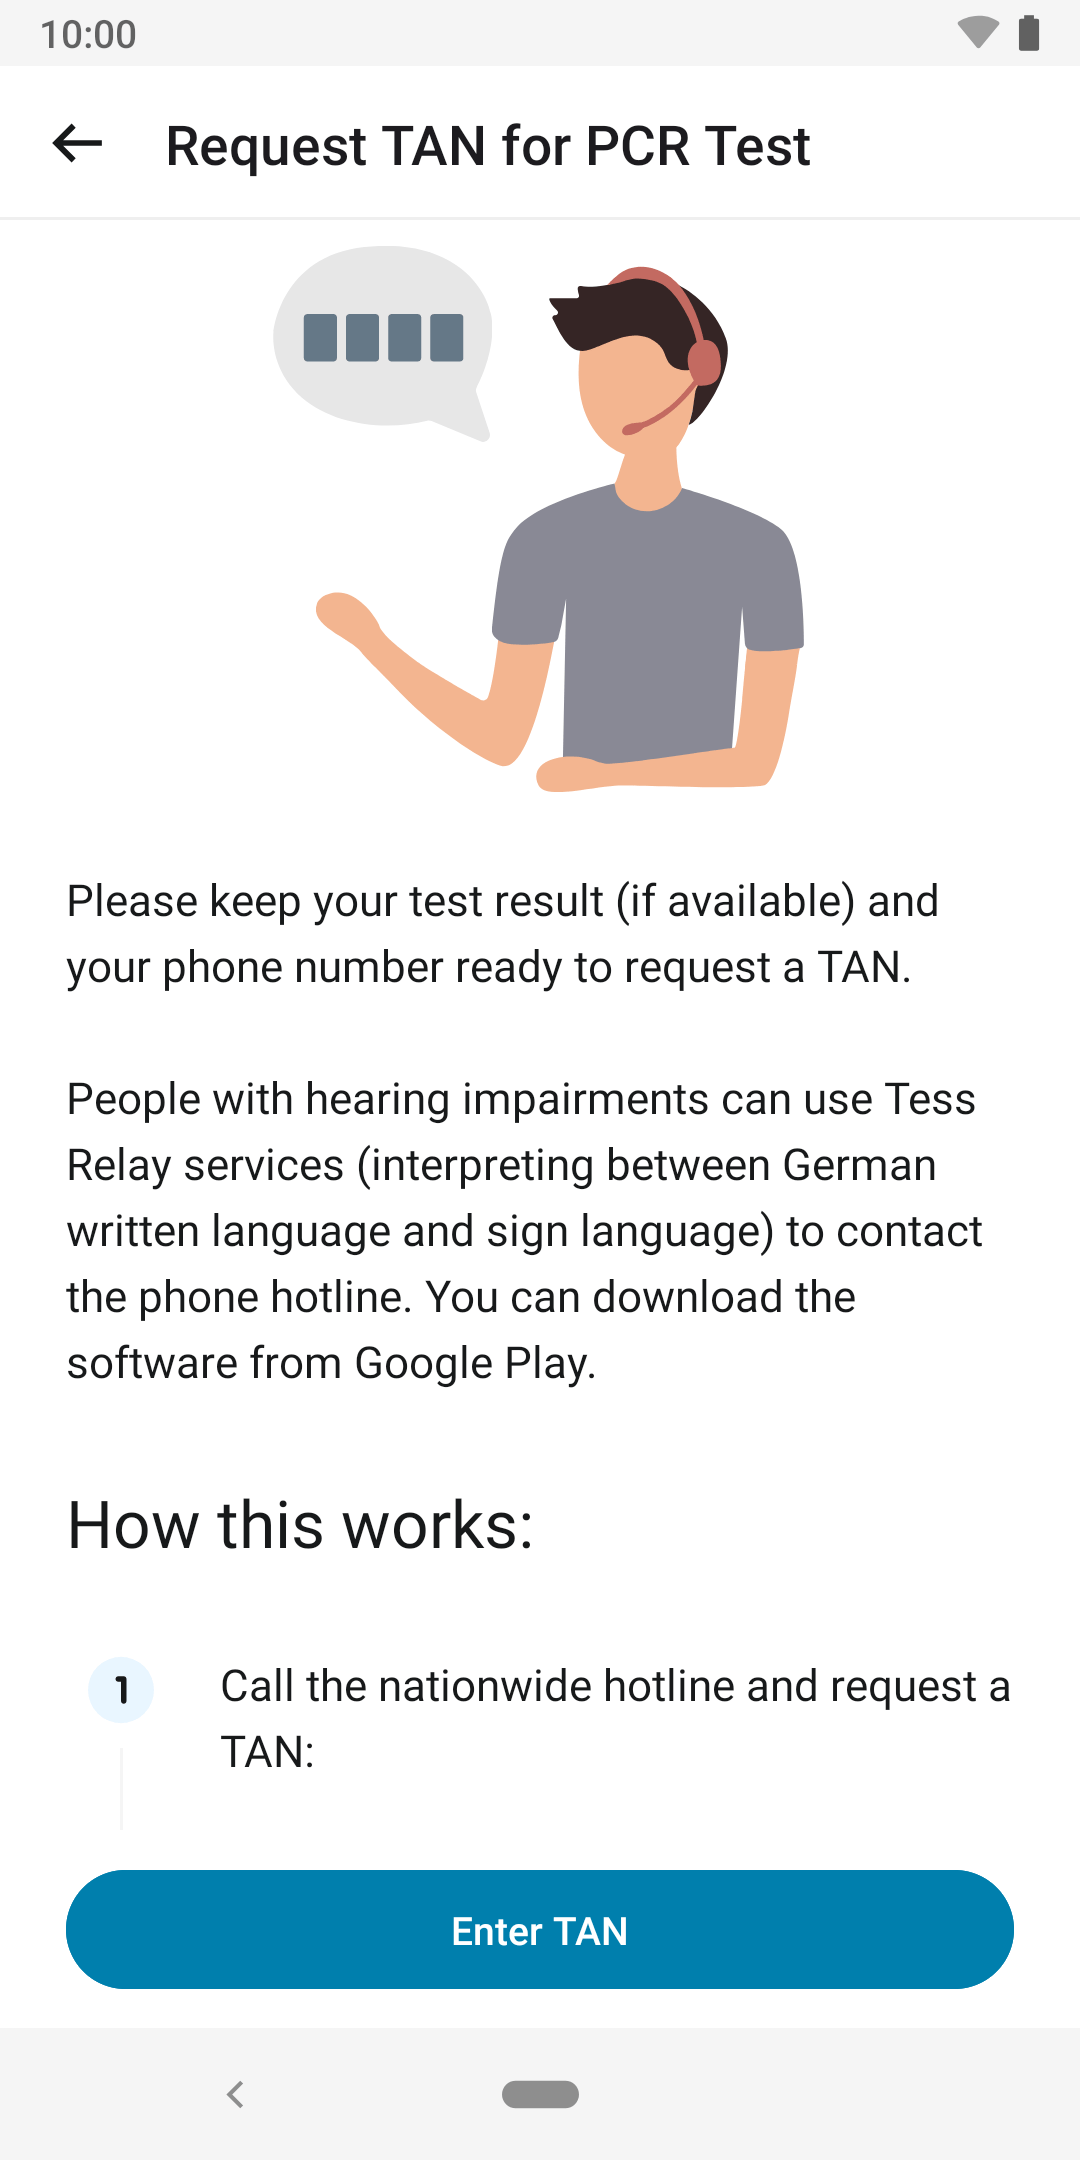 10:00
Request TAN for PCR Test
Please keep your test result (if available) and
your phone number ready to request a TAN.
People with hearing impairments can use Tess
Relay services (interpreting between German
written language and sign language) to contact
the phone hotline. You can download the
software from Google Play.
How this works:
1
Call the nationwide hotline and request a
TAN:
Enter TAN